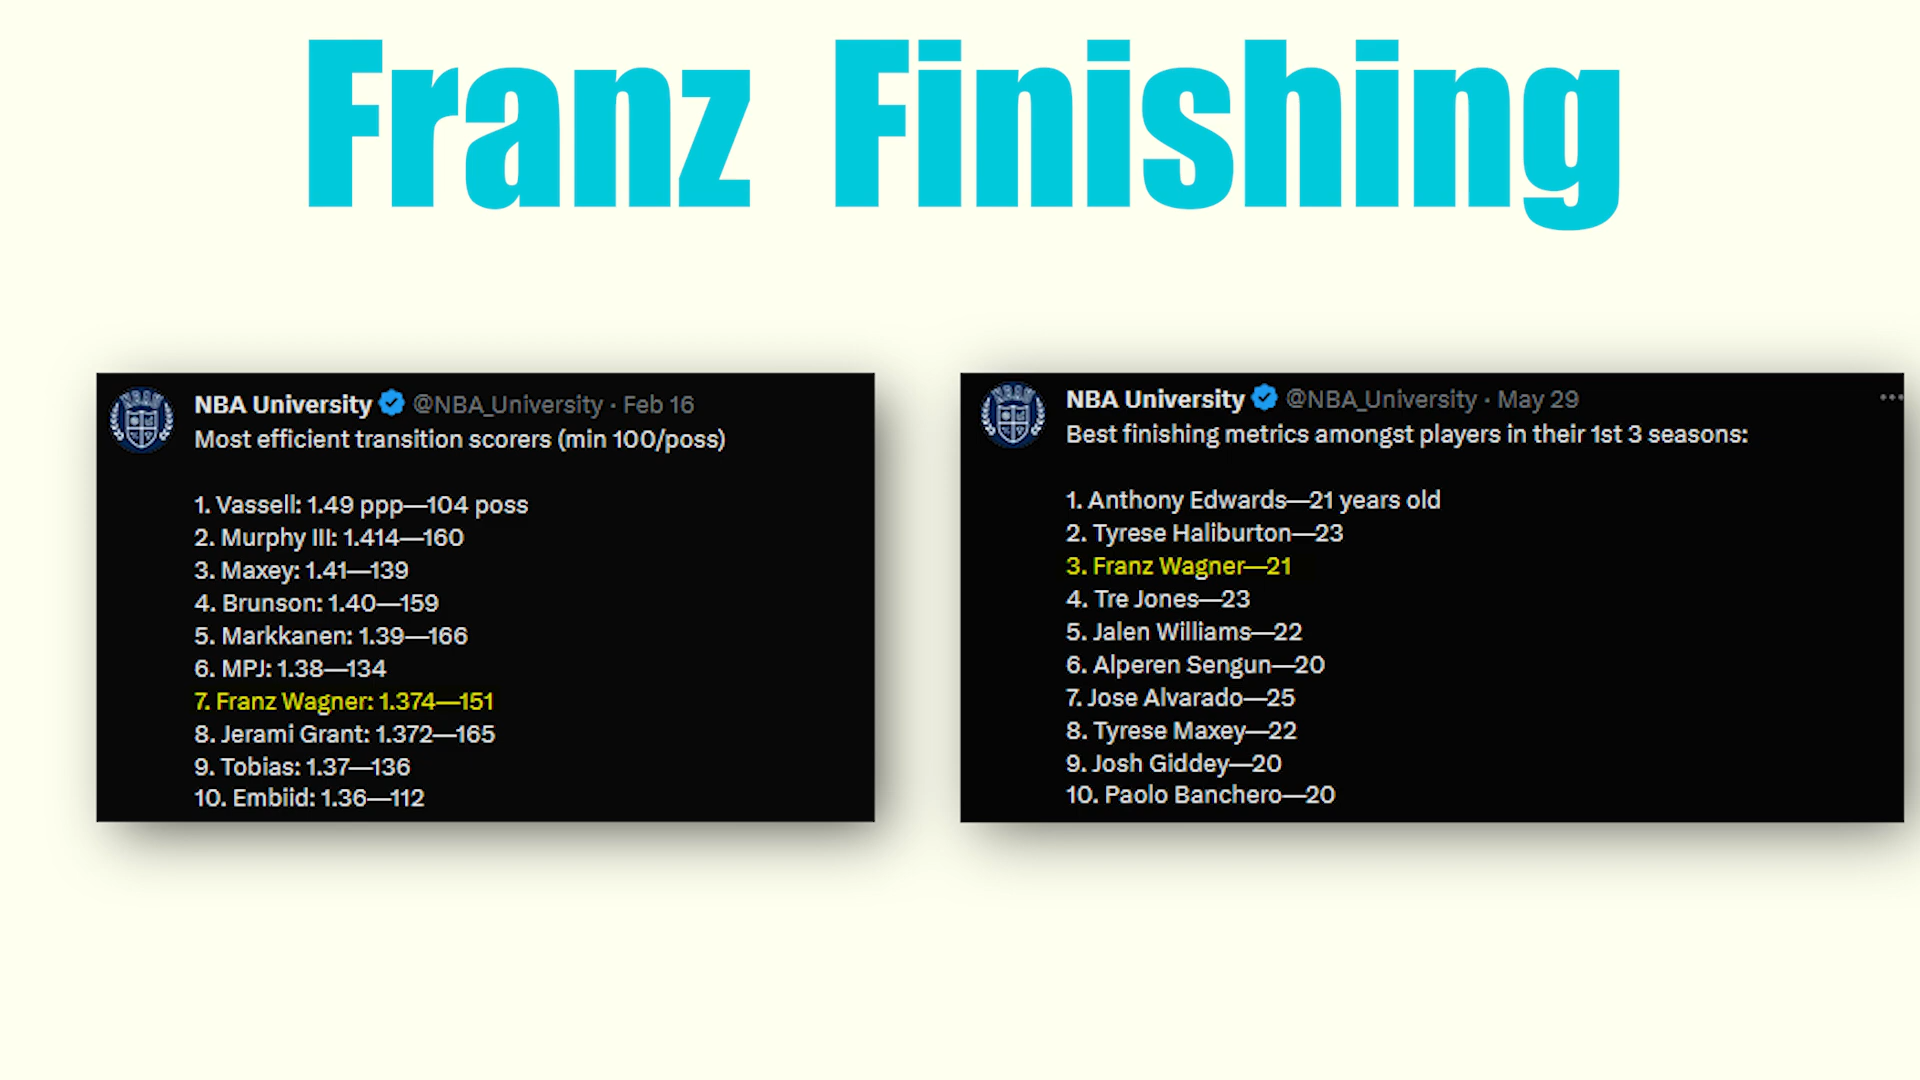 Franz Finishing
NBA University @NBA_University · Feb 16
Most efficient transition scorers (min 100/poss)
1. Vassell: 1.49 ppp—104 poss
2. Murphy III: 1.414—160
3. Maxey: 1.41—139
4. Brunson: 1.40—159
5. Markkanen: 1.39—166
6. MPJ: 1.38—134
7. Franz Wagner: 1.374—151
8. Jerami Grant: 1.372—165
9. Tobias: 1.37—136
10. Embiid: 1.36—112
NBA University @NBA_University · May 29
Best finishing metrics amongst players in their 1st 3 seasons:
1. Anthony Edwards—21 years old
2. Tyrese Haliburton—23
3. Franz Wagner—21
4. Tre Jones—23
5. Jalen Williams—22
6. Alperen Sengun—20
7. Jose Alvarado—25
8. Tyrese Maxey—22
9. Josh Giddey—20
10. Paolo Banchero—20